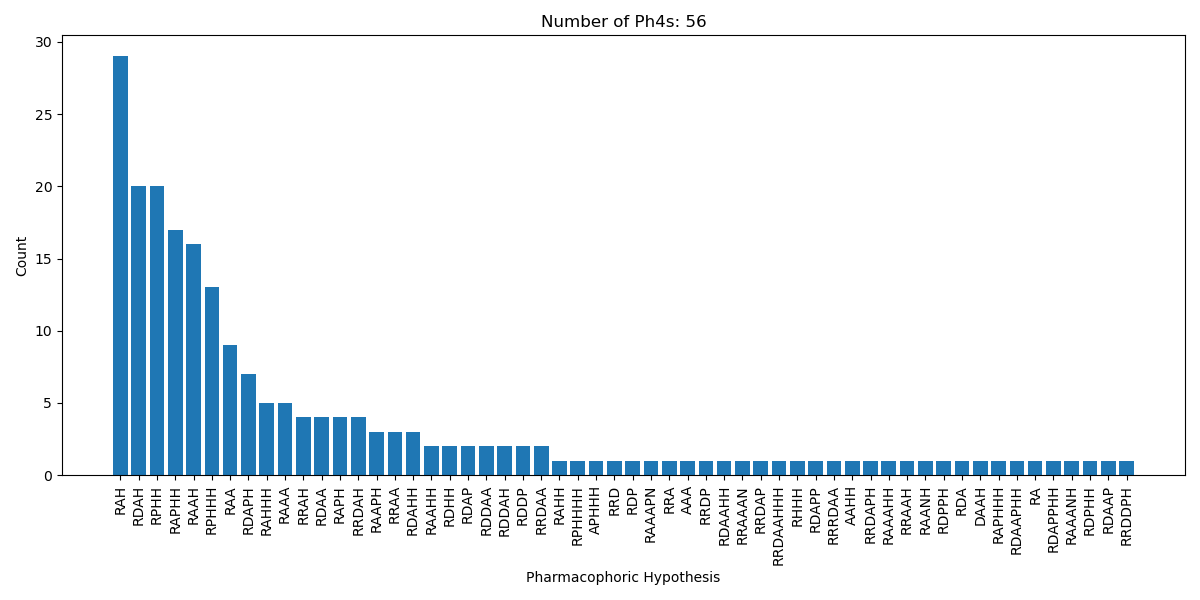 Number of Ph4s: 56
30
25
20
15
10
5
0
Count
RAH
RDAH
RPHH
RAPHH
RAAH
RPHHH
RAA
RDAPH
RAHHH
RAAA
RRAH
RDAA
RAPH
RRDAH
RAAPH
RRAA
RDAHH
RAAHH
RDHH
RDAP
RDDAA
RDDAH
RDDP
RRDAA
RAHH
RPHHHH
APHHH
RRD
RDP
RAAAPN
RRA
AAA
RRDP
RDAAHH
RRAAAN
RRDAP
RRDAAHHH
RHHH
RDAPP
RRRDAA
AAHH
RRDAPH
RAAAHH
RRAAH
RAANH
RDPPH
RDA
DAAH
RAPHHH
RDAAPHH
RA
RDAPPHH
RAAANH
RDPHH
RDAAP
RRDDPH
Pharmacophoric Hypothesis